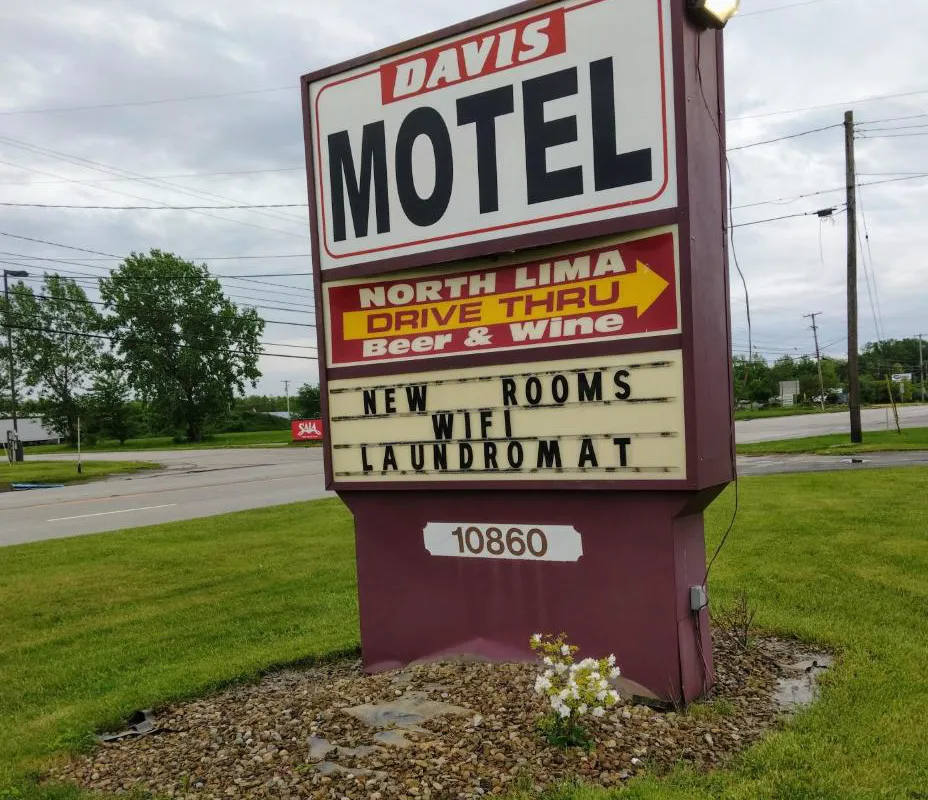 DAVIS
MOTEL
NORTH LIMA
DRIVE THRU
Beer & Wine
NEW ROOMS
WIFI
LAUNDROMAT
10860
SAIA